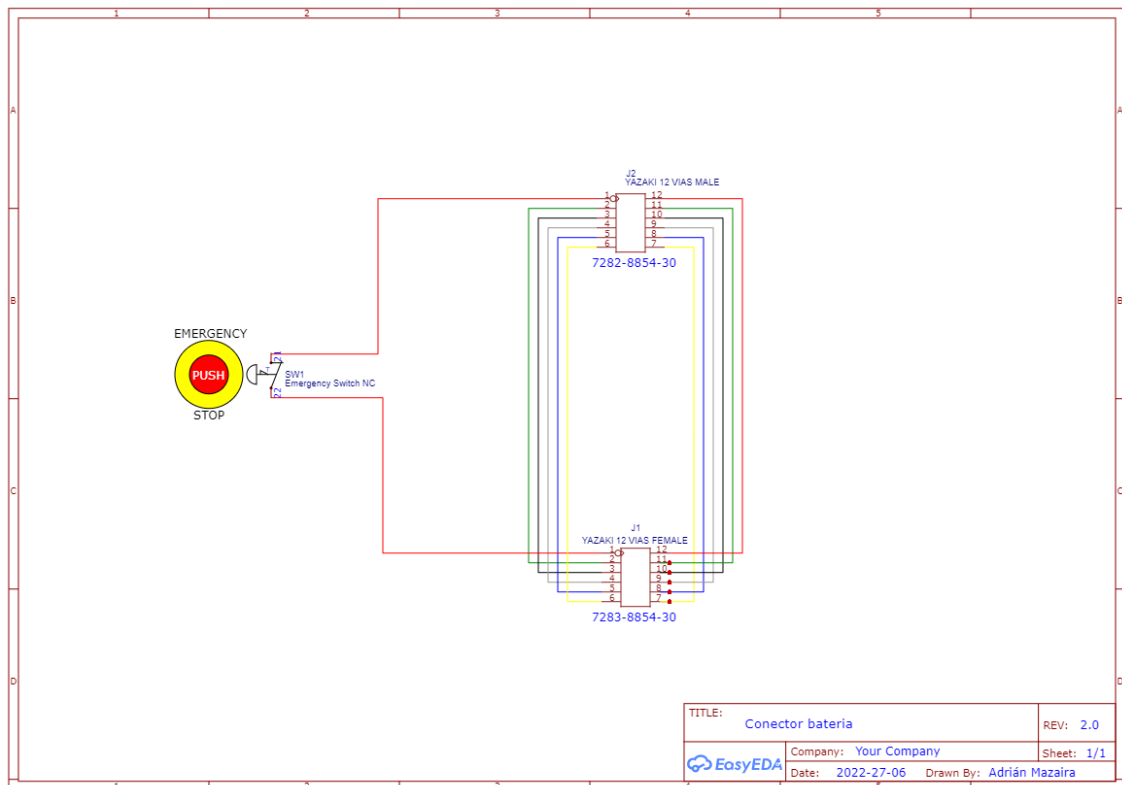 1 2 3 4 5
A A
B B
C C
D D
J2
YAZAKI 12 VIAS MALE
1 12
2 11
3 10
4 9
5 8
6 7
7282-8854-30
EMERGENCY
PUSH
STOP
21
SW1
Emergency Switch NC
22
J1
YAZAKI 12 VIAS FEMALE
1 12
2 11
3 10
4 9
5 8
6 7
7283-8854-30
TITLE:
Conector bateria
REV: 2.0
EasyEDA
Company: Your Company
Sheet: 1/1
Date: 2022-27-06 Drawn By: Adrián Mazaira